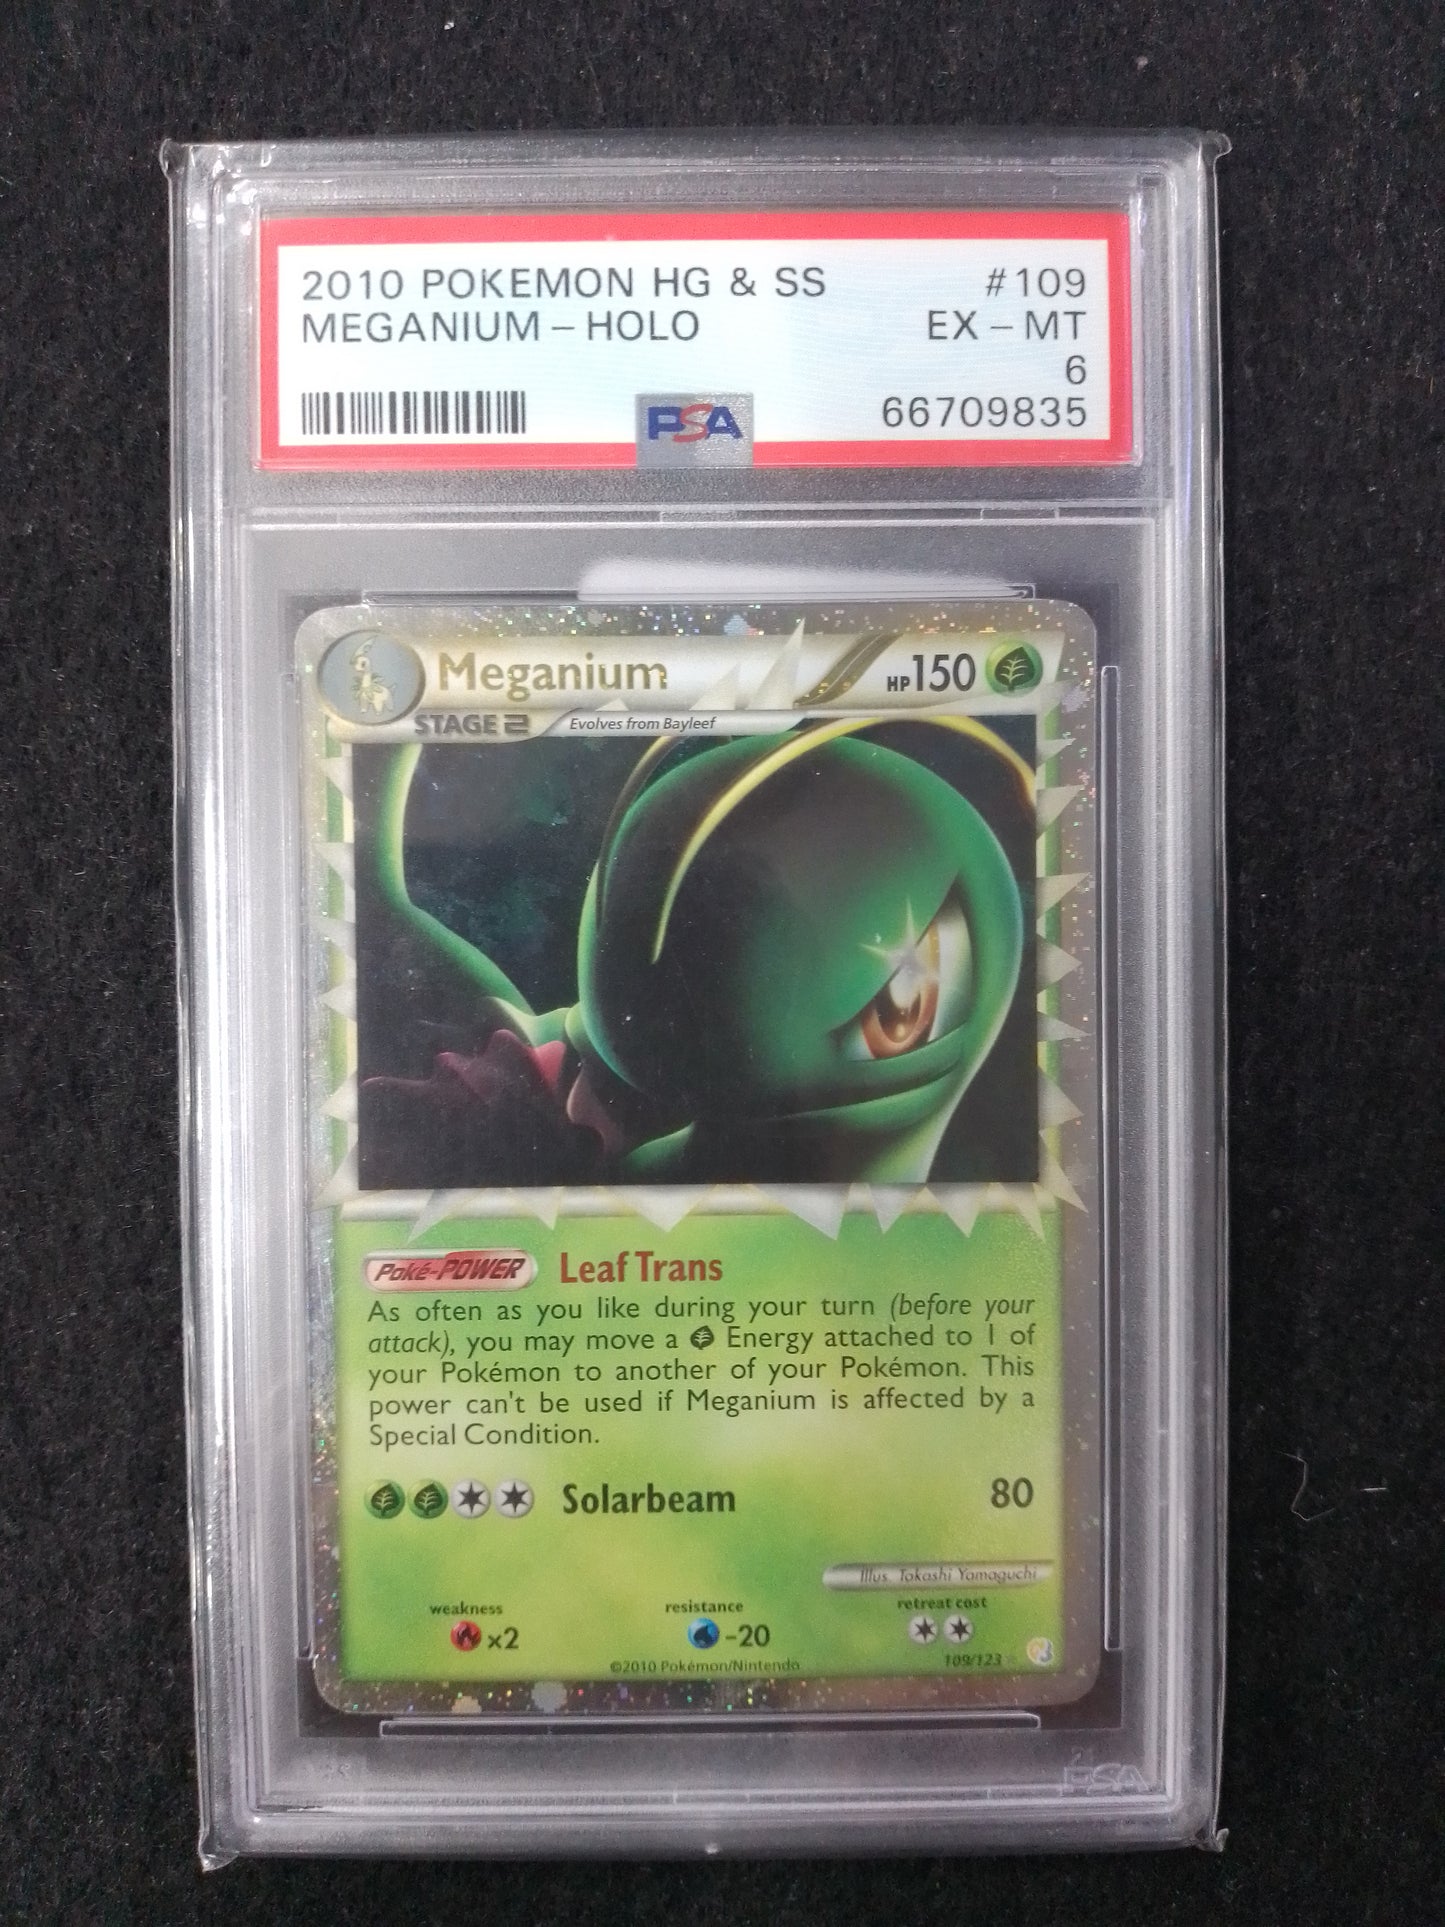 2010 POKEMON HG & SS #109
MEGANIUM – HOLO EX – MT
6
PSA 66709835
Meganium HP150
STAGE 2 Evolves from Bayleef
Poké-POWER Leaf Trans
As often as you like during your turn (before your
attack), you may move a Energy attached to 1 of
your Pokémon to another of your Pokémon. This
power can't be used if Meganium is affected by a
Special Condition.
Solarbeam 80
Illus. Takashi Yamaguchi
weakness resistance retreat cost
×2 -20
©2010 Pokémon/Nintendo 109/123
PSA